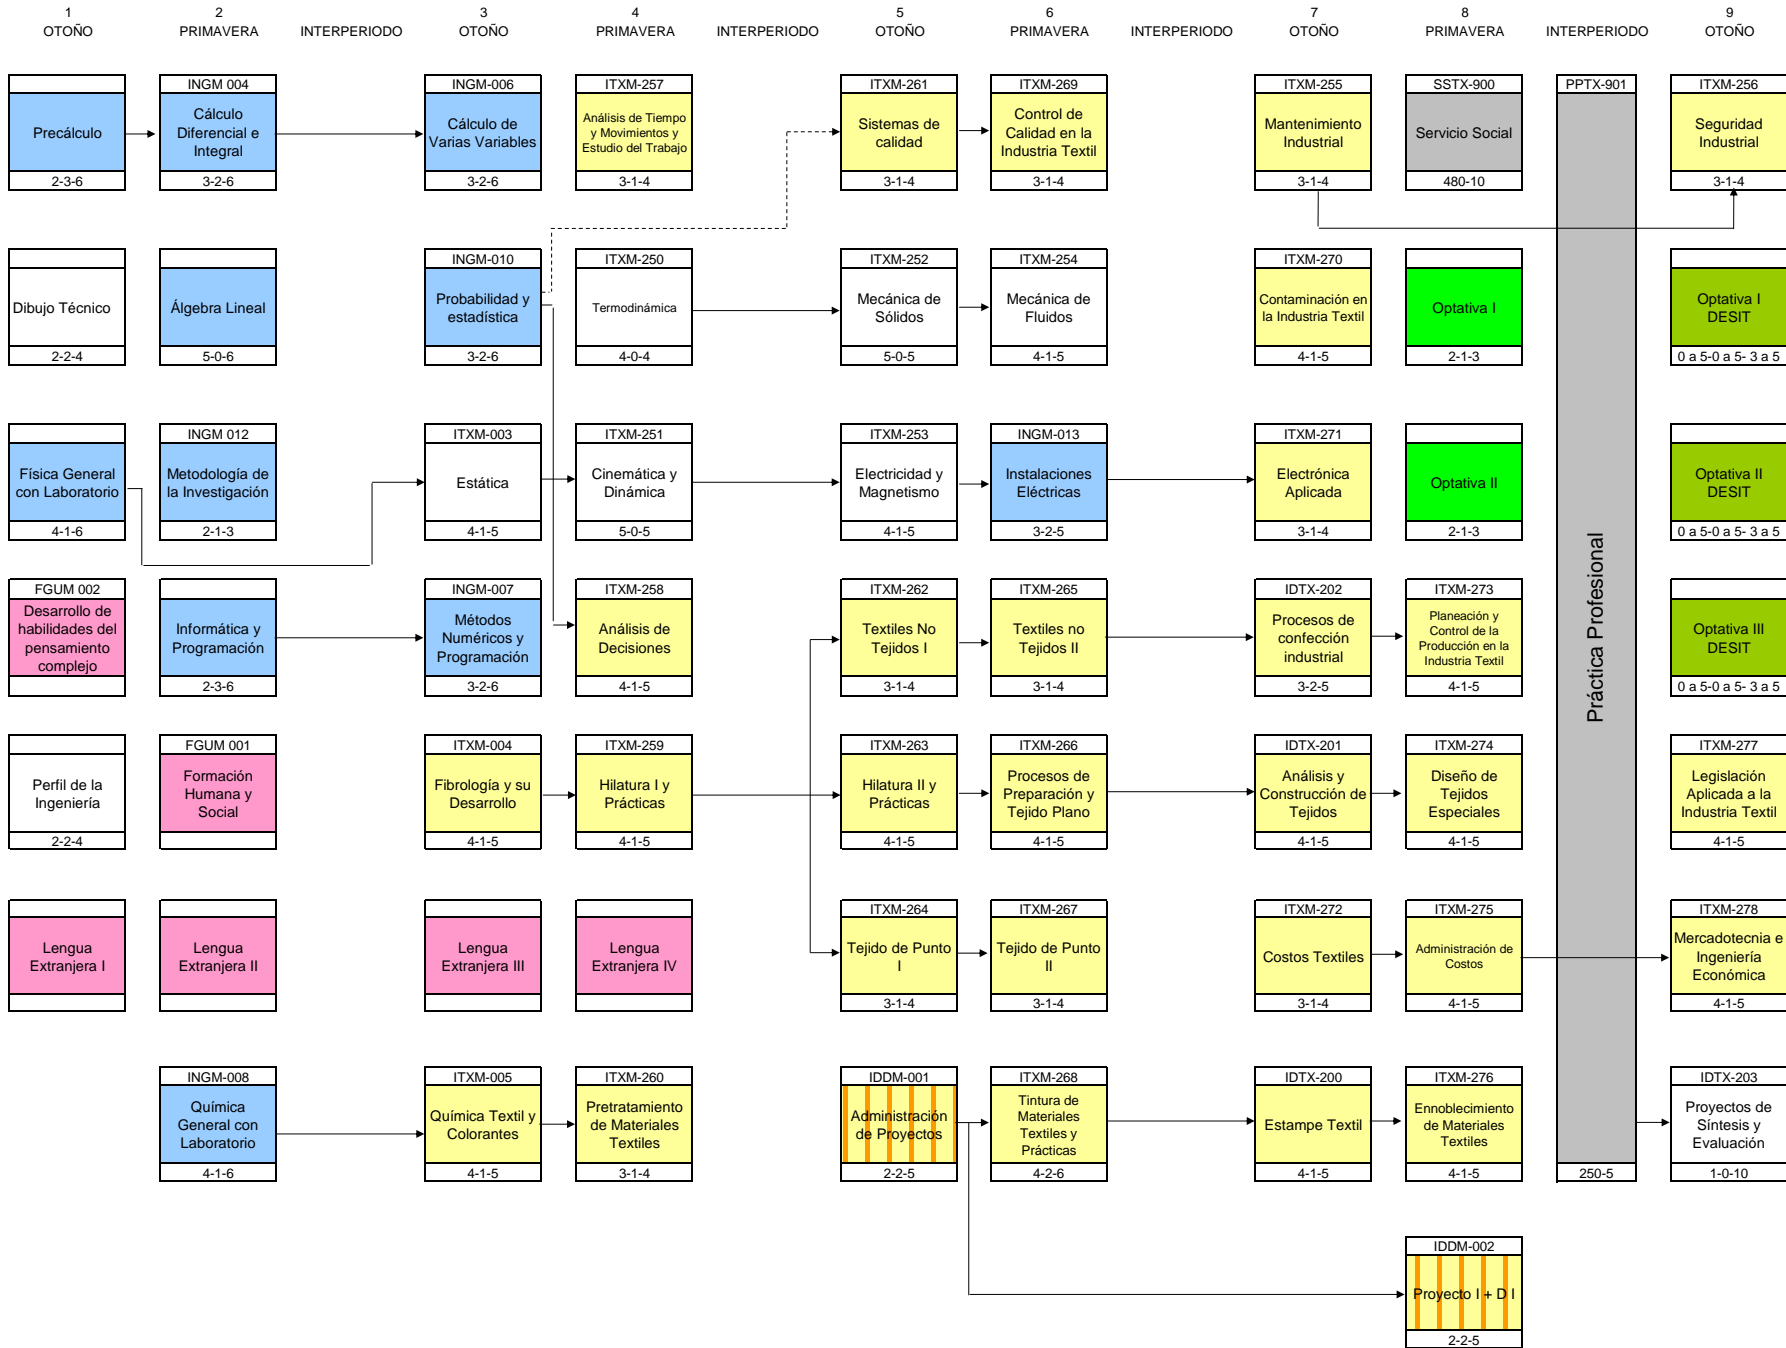 1
2
3
4
5
6
7
8
9
OTOÑO
PRIMAVERA
INTERPERIODO
OTOÑO
PRIMAVERA
INTERPERIODO
OTOÑO
PRIMAVERA
INTERPERIODO
OTOÑO
PRIMAVERA
INTERPERIODO
OTOÑO
Precálculo
2-3-6
INGM 004
Cálculo
Diferencial e
Integral
3-2-6
INGM-006
Cálculo de
Varias Variables
3-2-6
ITXM-257
Análisis de Tiempo
y Movimientos y
Estudio del Trabajo
3-1-4
ITXM-261
Sistemas de
calidad
3-1-4
ITXM-269
Control de
Calidad en la
Industria Textil
3-1-4
ITXM-255
Mantenimiento
Industrial
3-1-4
SSTX-900
Servicio Social
480-10
PPTX-901
Práctica Profesional
250-5
ITXM-256
Seguridad
Industrial
3-1-4
Dibujo Técnico
2-2-4
Álgebra Lineal
5-0-6
INGM-010
Probabilidad y
estadística
3-2-6
ITXM-250
Termodinámica
4-0-4
ITXM-252
Mecánica de
Sólidos
5-0-5
ITXM-254
Mecánica de
Fluidos
4-1-5
ITXM-270
Contaminación en
la Industria Textil
4-1-5
Optativa I
2-1-3
Optativa I
DESIT
0 a 5-0 a 5- 3 a 5
Física General
con Laboratorio
4-1-6
INGM 012
Metodología de
la Investigación
2-1-3
ITXM-003
Estática
4-1-5
ITXM-251
Cinemática y
Dinámica
5-0-5
ITXM-253
Electricidad y
Magnetismo
4-1-5
INGM-013
Instalaciones
Eléctricas
3-2-5
ITXM-271
Electrónica
Aplicada
3-1-4
Optativa II
2-1-3
Optativa II
DESIT
0 a 5-0 a 5- 3 a 5
FGUM 002
Desarrollo de
habilidades del
pensamiento
complejo
Informática y
Programación
2-3-6
INGM-007
Métodos
Numéricos y
Programación
3-2-6
ITXM-258
Análisis de
Decisiones
4-1-5
ITXM-262
Textiles No
Tejidos I
3-1-4
ITXM-265
Textiles no
Tejidos II
3-1-4
IDTX-202
Procesos de
confección
industrial
3-2-5
ITXM-273
Planeación y
Control de la
Producción en la
Industria Textil
4-1-5
Optativa III
DESIT
0 a 5-0 a 5- 3 a 5
Perfil de la
Ingeniería
2-2-4
FGUM 001
Formación
Humana y
Social
ITXM-004
Fibrología y su
Desarrollo
4-1-5
ITXM-259
Hilatura I y
Prácticas
4-1-5
ITXM-263
Hilatura II y
Prácticas
4-1-5
ITXM-266
Procesos de
Preparación y
Tejido Plano
4-1-5
IDTX-201
Análisis y
Construcción de
Tejidos
4-1-5
ITXM-274
Diseño de
Tejidos
Especiales
4-1-5
ITXM-277
Legislación
Aplicada a la
Industria Textil
4-1-5
Lengua
Extranjera I
Lengua
Extranjera II
Lengua
Extranjera III
Lengua
Extranjera IV
ITXM-264
Tejido de Punto
I
3-1-4
ITXM-267
Tejido de Punto
II
3-1-4
ITXM-272
Costos Textiles
3-1-4
ITXM-275
Administración de
Costos
4-1-5
ITXM-278
Mercadotecnia e
Ingeniería
Económica
4-1-5
INGM-008
Química
General con
Laboratorio
4-1-6
ITXM-005
Química Textil y
Colorantes
4-1-5
ITXM-260
Pretratamiento
de Materiales
Textiles
3-1-4
IDDM-001
Administración
de Proyectos
2-2-5
ITXM-268
Tintura de
Materiales
Textiles y
Prácticas
4-2-6
IDTX-200
Estampe Textil
4-1-5
ITXM-276
Ennoblecimiento
de Materiales
Textiles
4-1-5
IDTX-203
Proyectos de
Síntesis y
Evaluación
1-0-10
IDDM-002
Proyecto I + D I
2-2-5